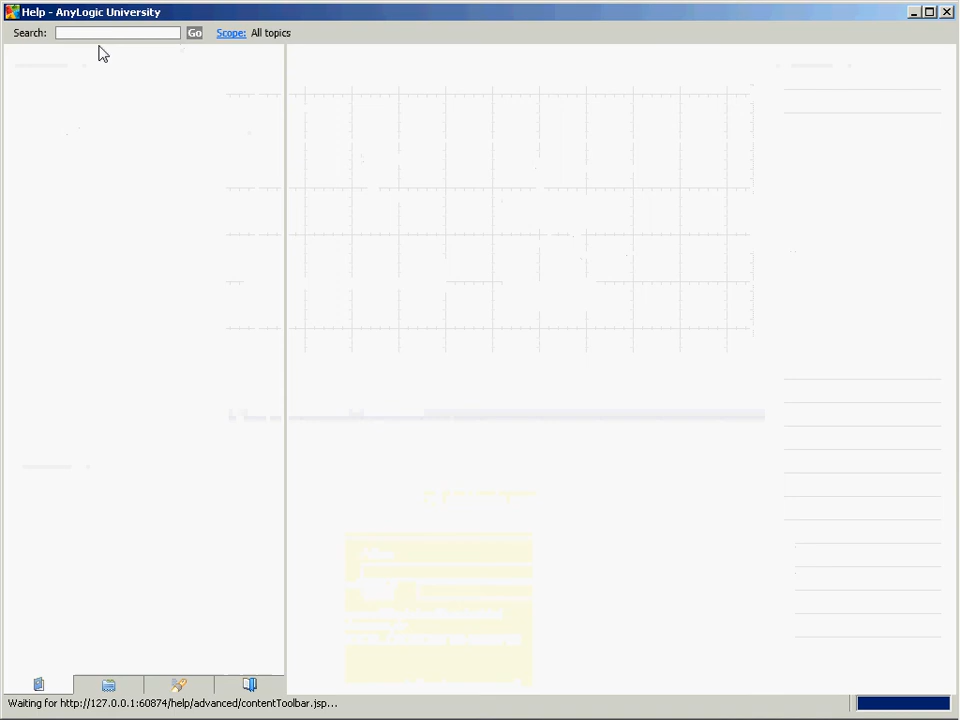 Help - AnyLogic University
Search:
Go
Scope: All topics
Waiting for http://127.0.0.1:60874/help/advanced/contentToolbar.jsp...